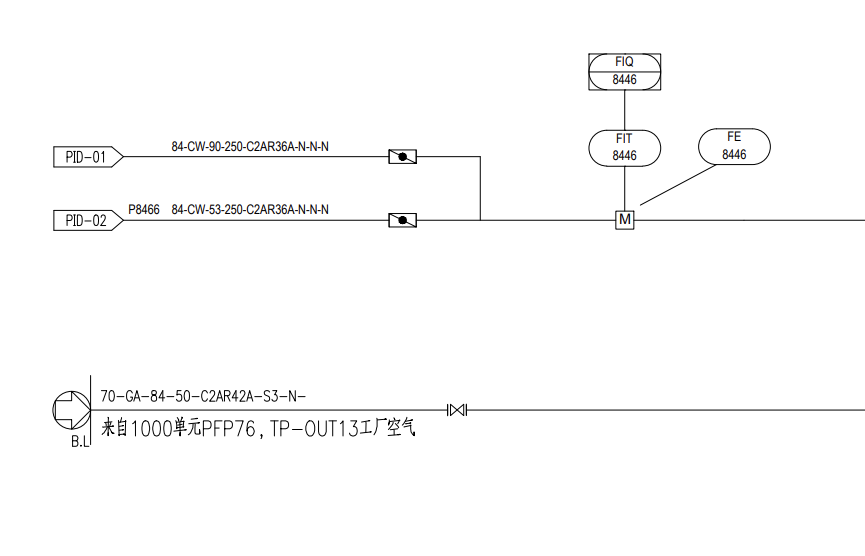 FIQ
8446
FIT
8446
FE
8446
84-CW-90-250-C2AR36A-N-N-N
PID-01
P8466 84-CW-53-250-C2AR36A-N-N-N
PID-02
M
70-GA-84-50-C2AR42A-S3-N-
来自1000单元PFP76,TP-OUT13工厂空气
B.L